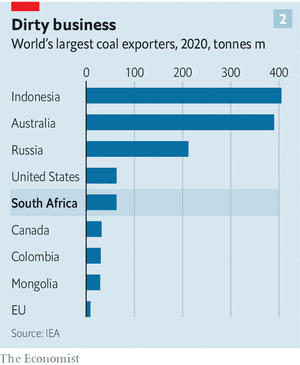 Dirty business
2
World's largest coal exporters, 2020, tonnes m
0 100 200 300 400
Indonesia
Australia
Russia
United States
South Africa
Canada
Colombia
Mongolia
EU
Source: IEA
The Economist